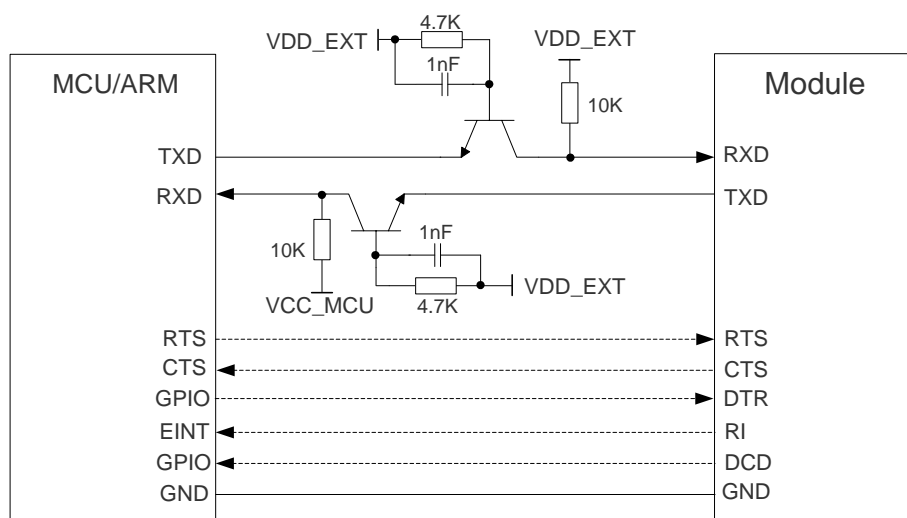 4.7K
VDD_EXT
VDD_EXT
1nF
MCU/ARM
Module
10K
TXD
RXD
RXD
TXD
1nF
10K
4.7K
VDD_EXT
VCC_MCU
RTS
RTS
CTS
CTS
GPIO
DTR
EINT
RI
GPIO
DCD
GND
GND